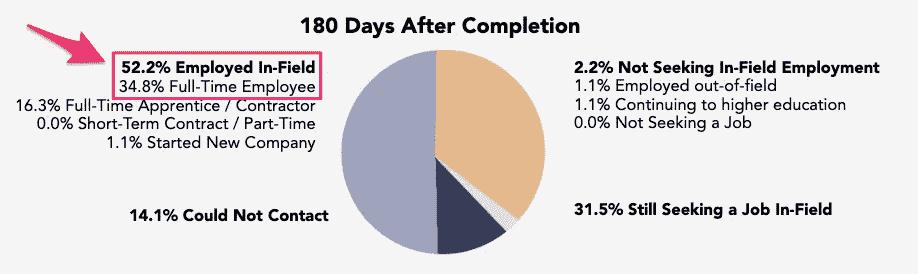 180 Days After Completion
52.2% Employed In-Field
34.8% Full-Time Employee
16.3% Full-Time Apprentice / Contractor
0.0% Short-Term Contract / Part-Time
1.1% Started New Company
14.1% Could Not Contact
2.2% Not Seeking In-Field Employment
1.1% Employed out-of-field
1.1% Continuing to higher education
0.0% Not Seeking a Job
31.5% Still Seeking a Job In-Field